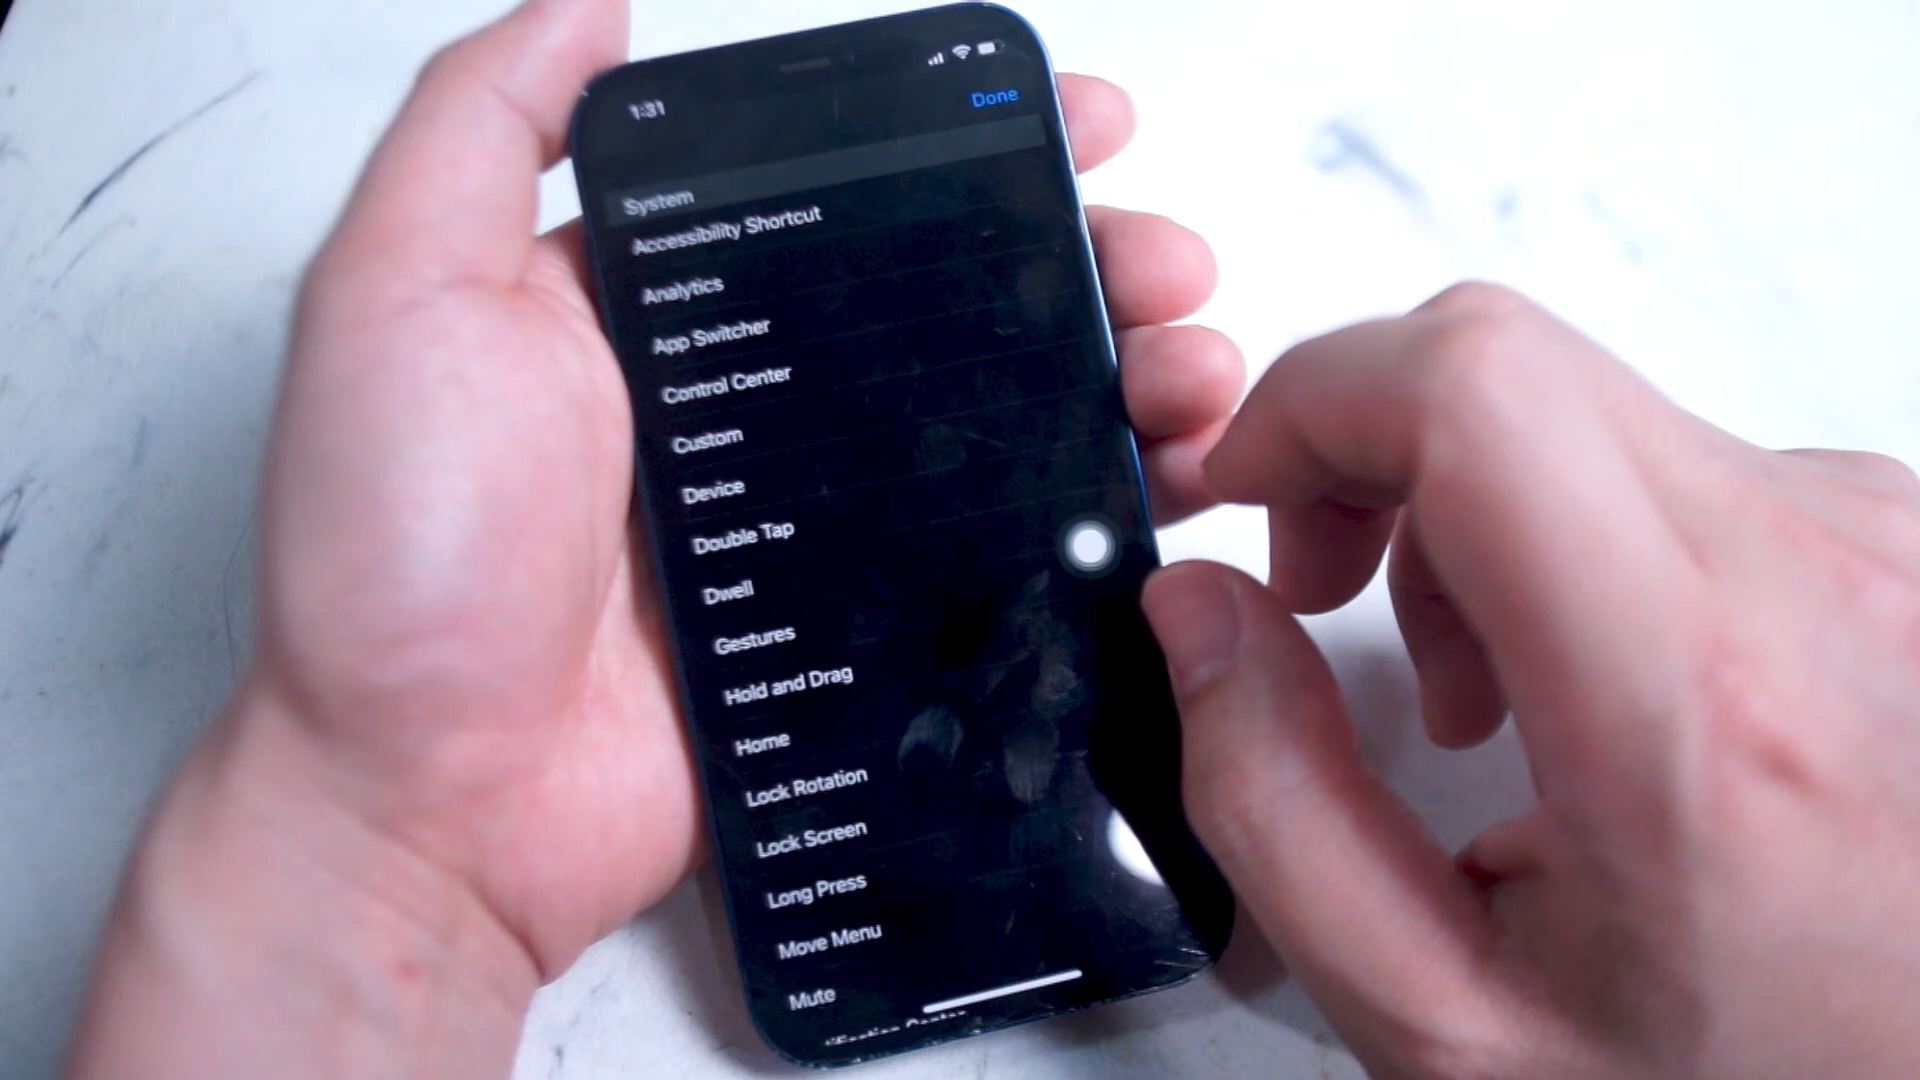 1:31
Done
System
Accessibility Shortcut
Analytics
App Switcher
Control Center
Custom
Device
Double Tap
Dwell
Gestures
Hold and Drag
Home
Lock Rotation
Lock Screen
Long Press
Move Menu
Mute
Center